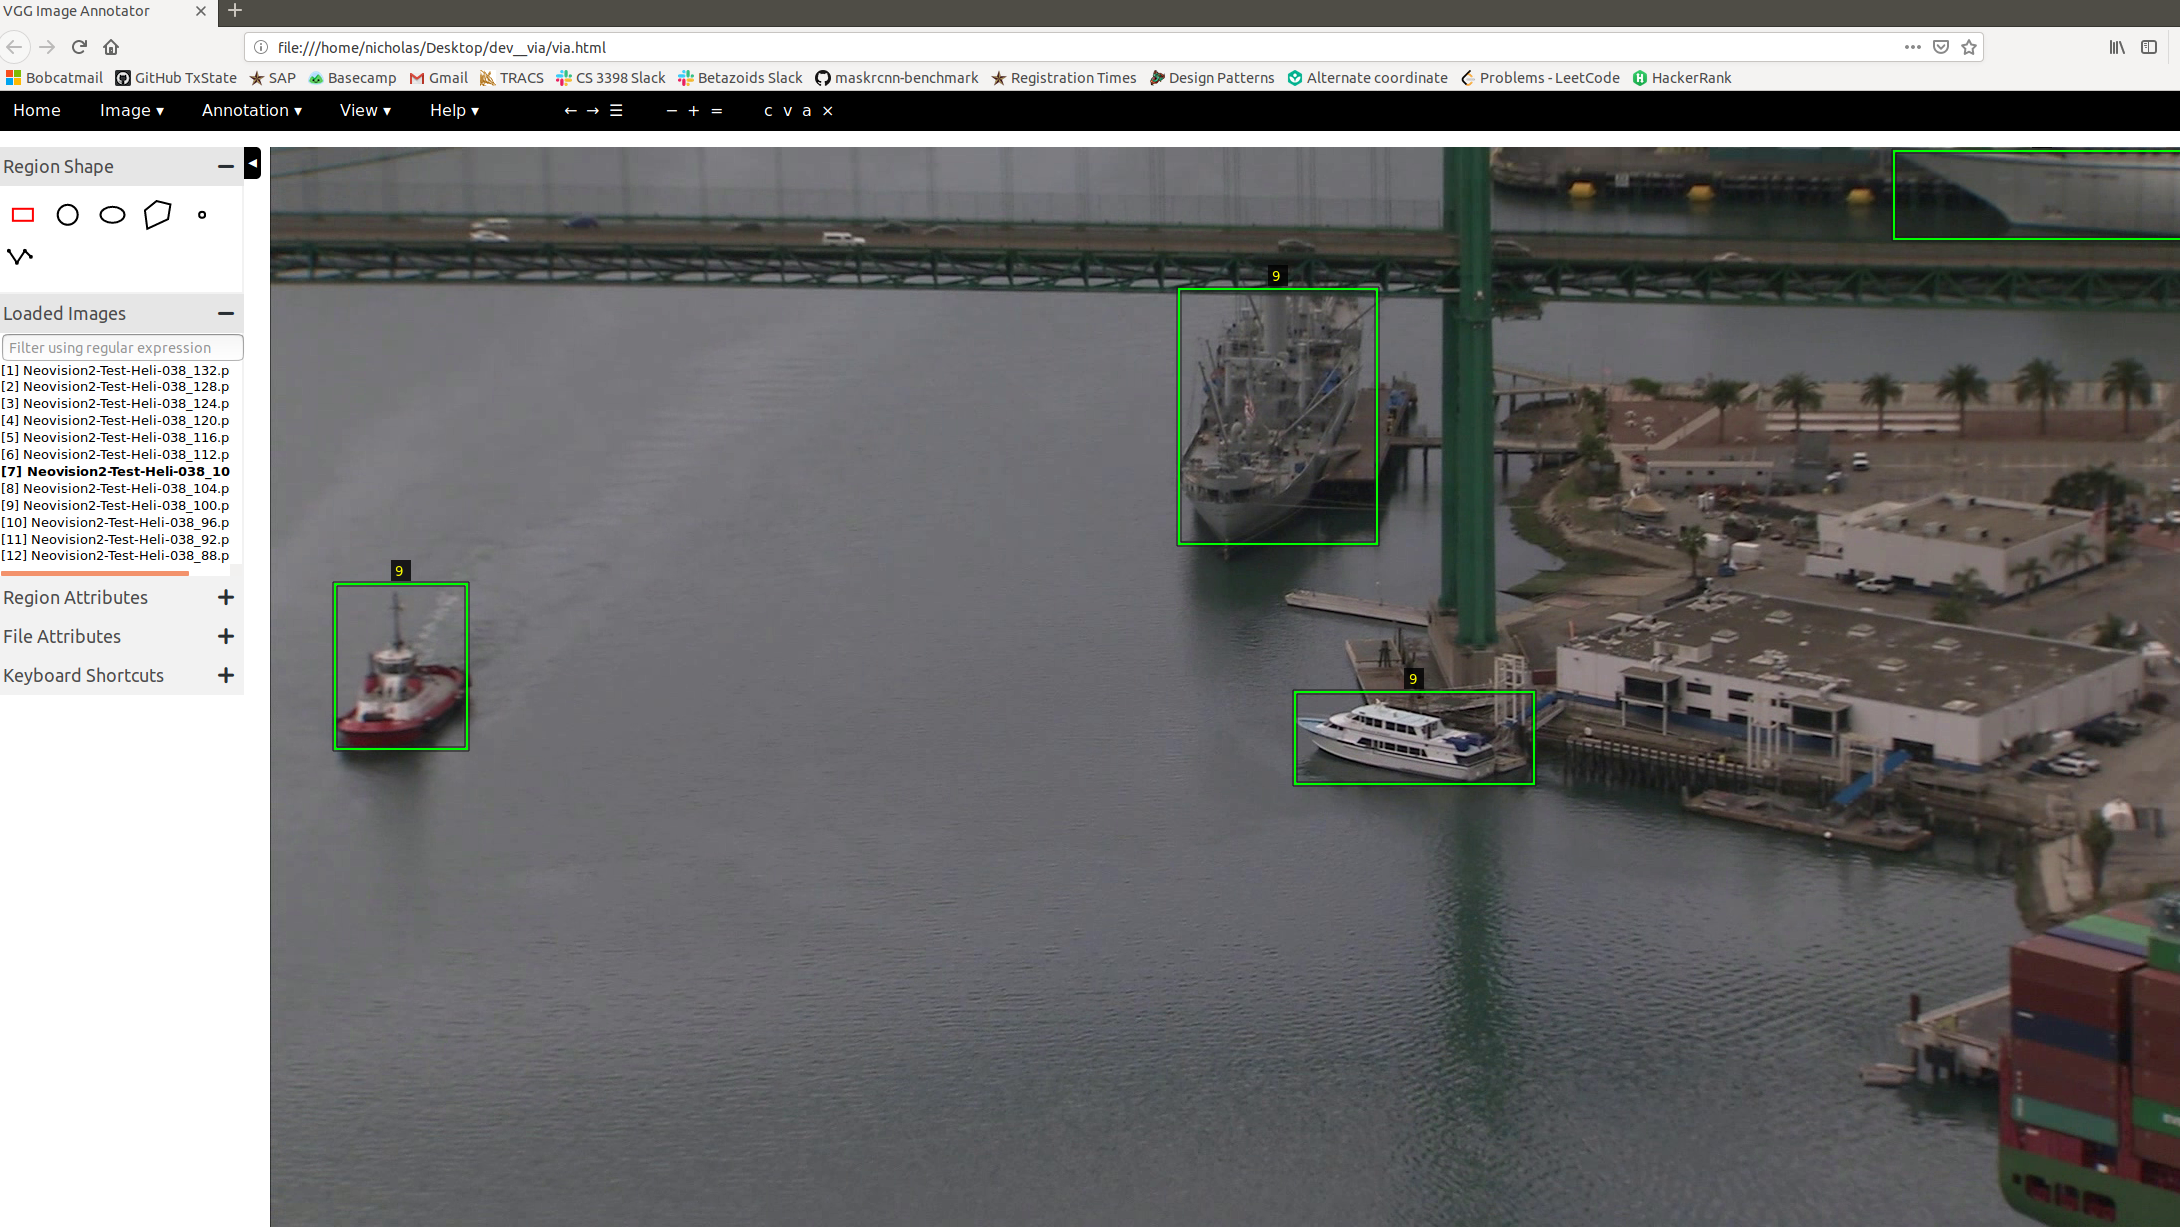 VGG Image Annotator
file:///home/nicholas/Desktop/dev__via/via.html
Bobcatmail GitHub TxState SAP Basecamp Gmail TRACS CS 3398 Slack Betazoids Slack maskrcnn-benchmark Registration Times Design Patterns Alternate coordinate Problems - LeetCode HackerRank
Home Image ▾ Annotation ▾ View ▾ Help ▾ ← → ☰ − + = c v a ×
Region Shape
Loaded Images
Filter using regular expression
[1] Neovision2-Test-Heli-038_132.p
[2] Neovision2-Test-Heli-038_128.p
[3] Neovision2-Test-Heli-038_124.p
[4] Neovision2-Test-Heli-038_120.p
[5] Neovision2-Test-Heli-038_116.p
[6] Neovision2-Test-Heli-038_112.p
[7] Neovision2-Test-Heli-038_10
[8] Neovision2-Test-Heli-038_104.p
[9] Neovision2-Test-Heli-038_100.p
[10] Neovision2-Test-Heli-038_96.p
[11] Neovision2-Test-Heli-038_92.p
[12] Neovision2-Test-Heli-038_88.p
Region Attributes
File Attributes
Keyboard Shortcuts
9
9
9